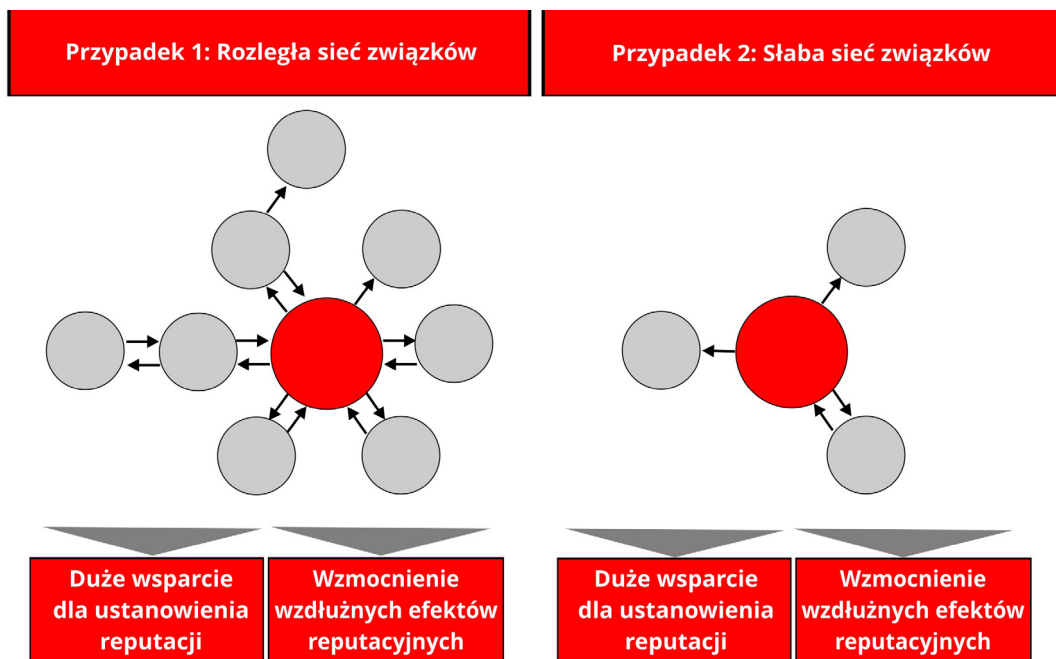 Przypadek 1: Rozległa sieć związków
Przypadek 2: Słaba sieć związków
Duże wsparcie
dla ustanowienia
reputacji
Wzmocnienie
wzdłużnych efektów
reputacyjnych
Duże wsparcie
dla ustanowienia
reputacji
Wzmocnienie
wzdłużnych efektów
reputacyjnych